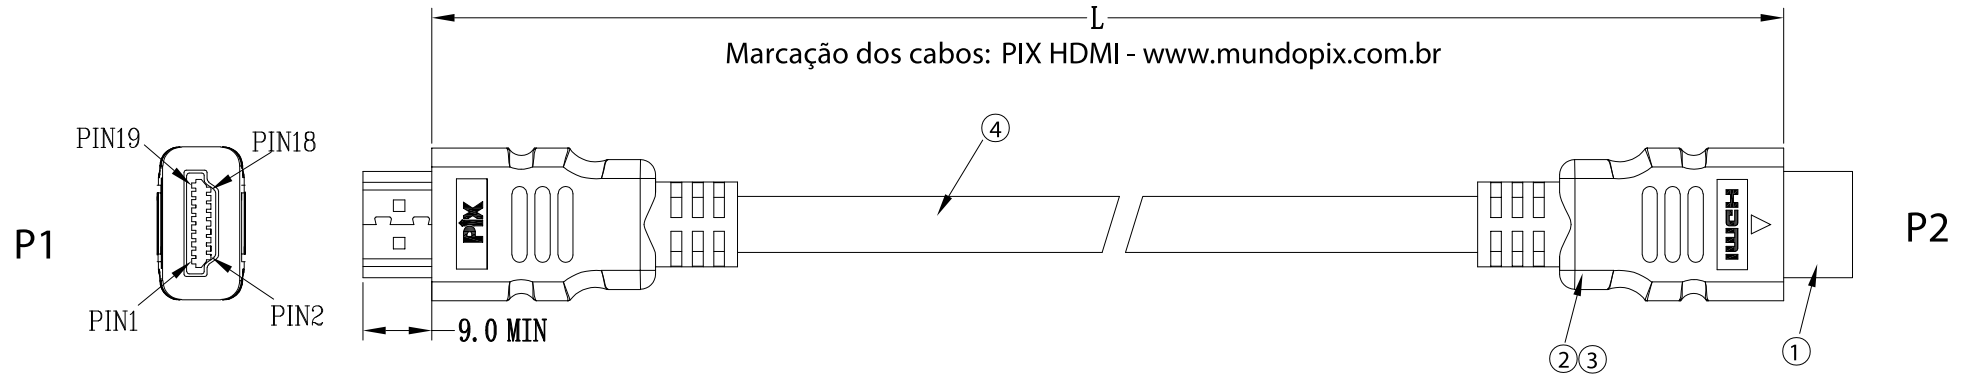 L
Marcação dos cabos: PIX HDMI - www.mundopix.com.br
4
PIN19
PIN18
P1
PIX
HDMI
P2
PIN1
PIN2
9.0 MIN
2 3
1